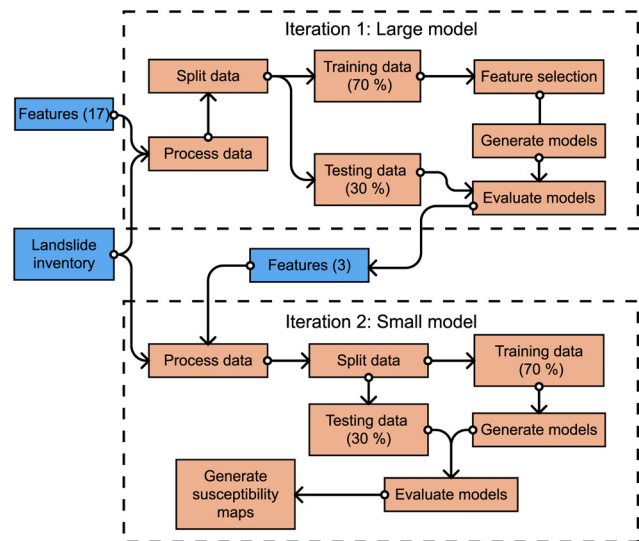 Iteration 1: Large model
Split data
Training data
(70 %)
Feature selection
Features (17)
Process data
Generate models
Testing data
(30 %)
Evaluate models
Landslide
inventory
Features (3)
Iteration 2: Small model
Process data
Split data
Training data
(70 %)
Testing data
(30 %)
Generate models
Generate
susceptibility
maps
Evaluate models